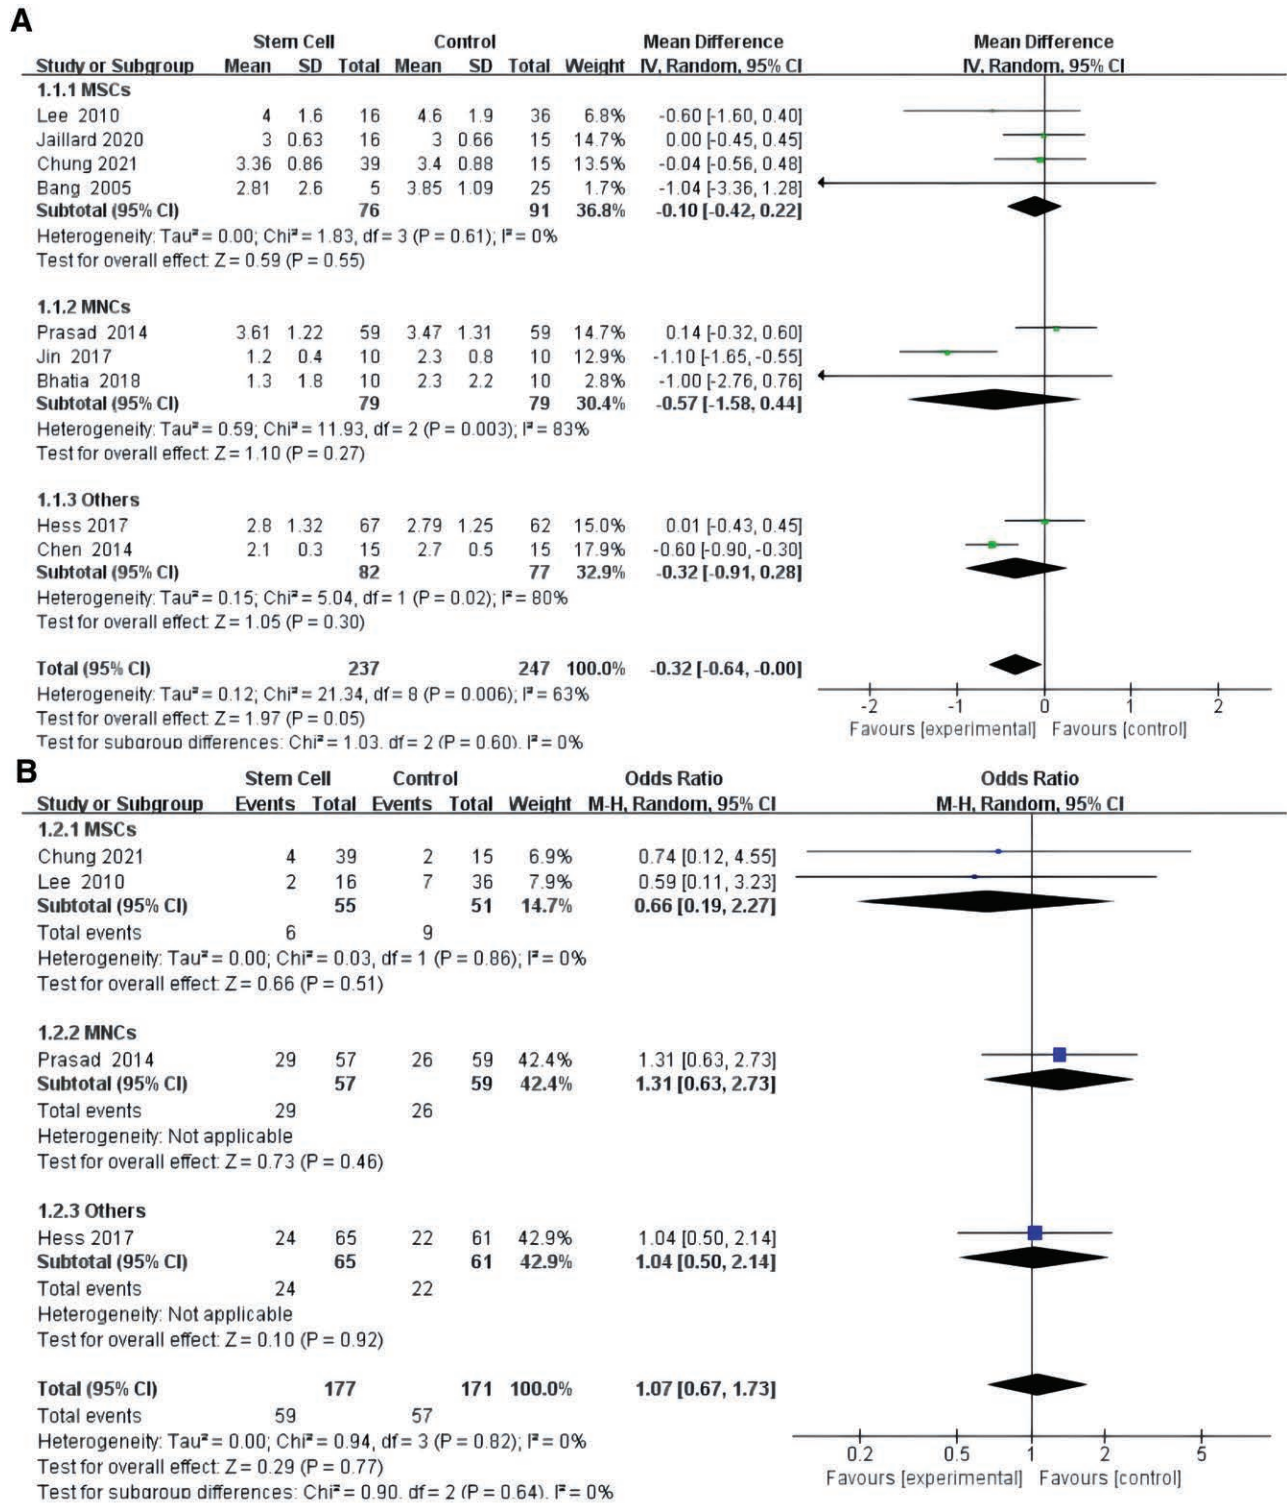 A
Stem Cell Control Mean Difference Mean Difference
Study or Subgroup Mean SD Total Mean SD Total Weight IV, Random, 95% CI IV, Random, 95% CI
1.1.1 MSCs
Lee 2010 4 1.6 16 4.6 1.9 36 6.8% -0.60 [-1.60, 0.40]
Jaillard 2020 3 0.63 16 3 0.66 15 14.7% 0.00 [-0.45, 0.45]
Chung 2021 3.36 0.86 39 3.4 0.88 15 13.5% -0.04 [-0.56, 0.48]
Bang 2005 2.81 2.6 5 3.85 1.09 25 1.7% -1.04 [-3.36, 1.28]
Subtotal (95% CI) 76 91 36.8% -0.10 [-0.42, 0.22]
Heterogeneity: Tau² = 0.00; Chi² = 1.83, df = 3 (P = 0.61); I² = 0%
Test for overall effect: Z = 0.59 (P = 0.55)
1.1.2 MNCs
Prasad 2014 3.61 1.22 59 3.47 1.31 59 14.7% 0.14 [-0.32, 0.60]
Jin 2017 1.2 0.4 10 2.3 0.8 10 12.9% -1.10 [-1.65, -0.55]
Bhatia 2018 1.3 1.8 10 2.3 2.2 10 2.8% -1.00 [-2.76, 0.76]
Subtotal (95% CI) 79 79 30.4% -0.57 [-1.58, 0.44]
Heterogeneity: Tau² = 0.59; Chi² = 11.93, df = 2 (P = 0.003); I² = 83%
Test for overall effect: Z = 1.10 (P = 0.27)
1.1.3 Others
Hess 2017 2.8 1.32 67 2.79 1.25 62 15.0% 0.01 [-0.43, 0.45]
Chen 2014 2.1 0.3 15 2.7 0.5 15 17.9% -0.60 [-0.90, -0.30]
Subtotal (95% CI) 82 77 32.9% -0.32 [-0.91, 0.28]
Heterogeneity: Tau² = 0.15; Chi² = 5.04, df = 1 (P = 0.02); I² = 80%
Test for overall effect: Z = 1.05 (P = 0.30)
Total (95% CI) 237 247 100.0% -0.32 [-0.64, -0.00]
Heterogeneity: Tau² = 0.12; Chi² = 21.34, df = 8 (P = 0.006); I² = 63%
Test for overall effect: Z = 1.97 (P = 0.05)
Test for subgroup differences: Chi² = 1.03, df = 2 (P = 0.60), I² = 0%
-2 -1 0 1 2
Favours [experimental] Favours [control]
B
Stem Cell Control Odds Ratio Odds Ratio
Study or Subgroup Events Total Events Total Weight M-H, Random, 95% CI M-H, Random, 95% CI
1.2.1 MSCs
Chung 2021 4 39 2 15 6.9% 0.74 [0.12, 4.55]
Lee 2010 2 16 7 36 7.9% 0.59 [0.11, 3.23]
Subtotal (95% CI) 55 51 14.7% 0.66 [0.19, 2.27]
Total events 6 9
Heterogeneity: Tau² = 0.00; Chi² = 0.03, df = 1 (P = 0.86); I² = 0%
Test for overall effect: Z = 0.66 (P = 0.51)
1.2.2 MNCs
Prasad 2014 29 57 26 59 42.4% 1.31 [0.63, 2.73]
Subtotal (95% CI) 57 59 42.4% 1.31 [0.63, 2.73]
Total events 29 26
Heterogeneity: Not applicable
Test for overall effect: Z = 0.73 (P = 0.46)
1.2.3 Others
Hess 2017 24 65 22 61 42.9% 1.04 [0.50, 2.14]
Subtotal (95% CI) 65 61 42.9% 1.04 [0.50, 2.14]
Total events 24 22
Heterogeneity: Not applicable
Test for overall effect: Z = 0.10 (P = 0.92)
Total (95% CI) 177 171 100.0% 1.07 [0.67, 1.73]
Total events 59 57
Heterogeneity: Tau² = 0.00; Chi² = 0.94, df = 3 (P = 0.82); I² = 0%
Test for overall effect: Z = 0.29 (P = 0.77)
Test for subgroup differences: Chi² = 0.90, df = 2 (P = 0.64), I² = 0%
0.2 0.5 1 2 5
Favours [experimental] Favours [control]